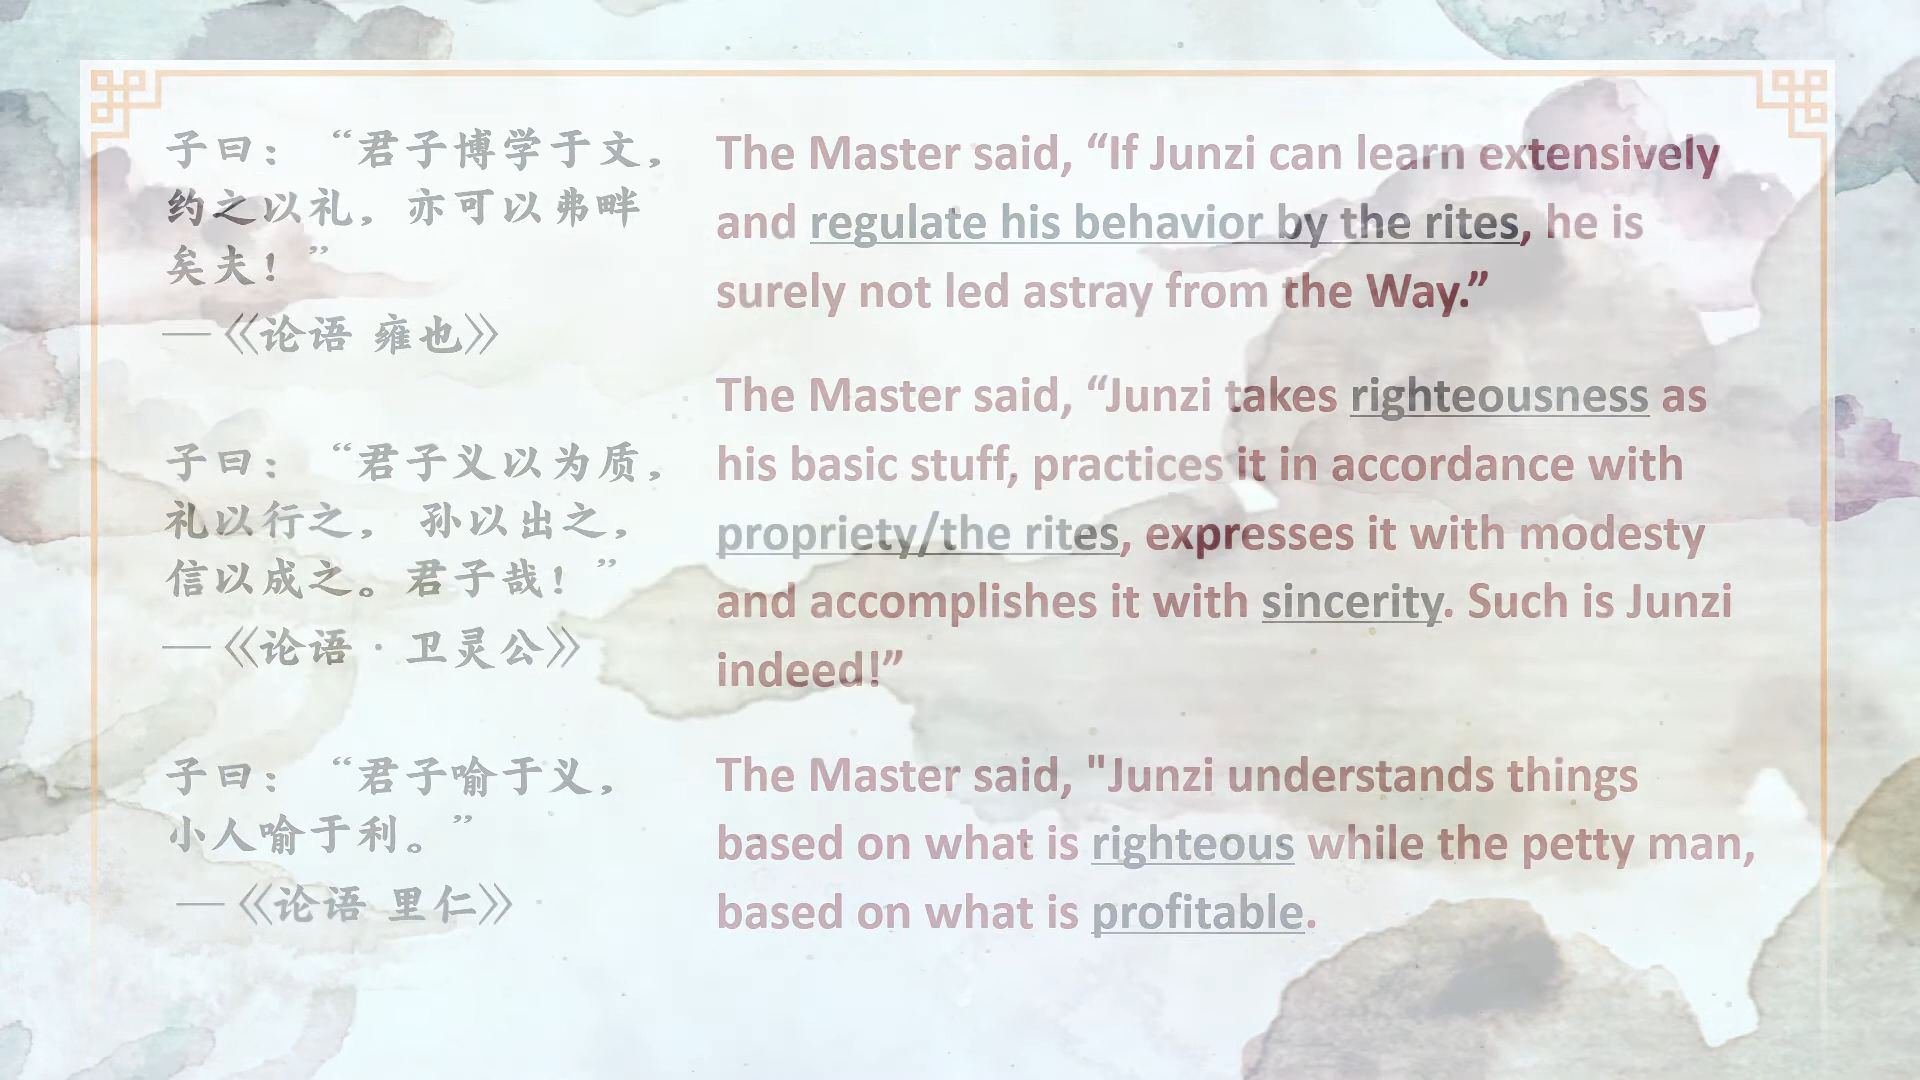 子曰：“君子博学于文，
约之以礼，亦可以弗畔
矣夫！”
—《论语 雍也》
The Master said, “If Junzi can learn extensively
and regulate his behavior by the rites, he is
surely not led astray from the Way.”
子曰：“君子义以为质，
礼以行之， 孙以出之，
信以成之。君子哉！”
—《论语 · 卫灵公》
The Master said, “Junzi takes righteousness as
his basic stuff, practices it in accordance with
propriety/the rites, expresses it with modesty
and accomplishes it with sincerity. Such is Junzi
indeed!”
子曰：“君子喻于义，
小人喻于利。”
—《论语 里仁》
The Master said, "Junzi understands things
based on what is righteous while the petty man,
based on what is profitable.